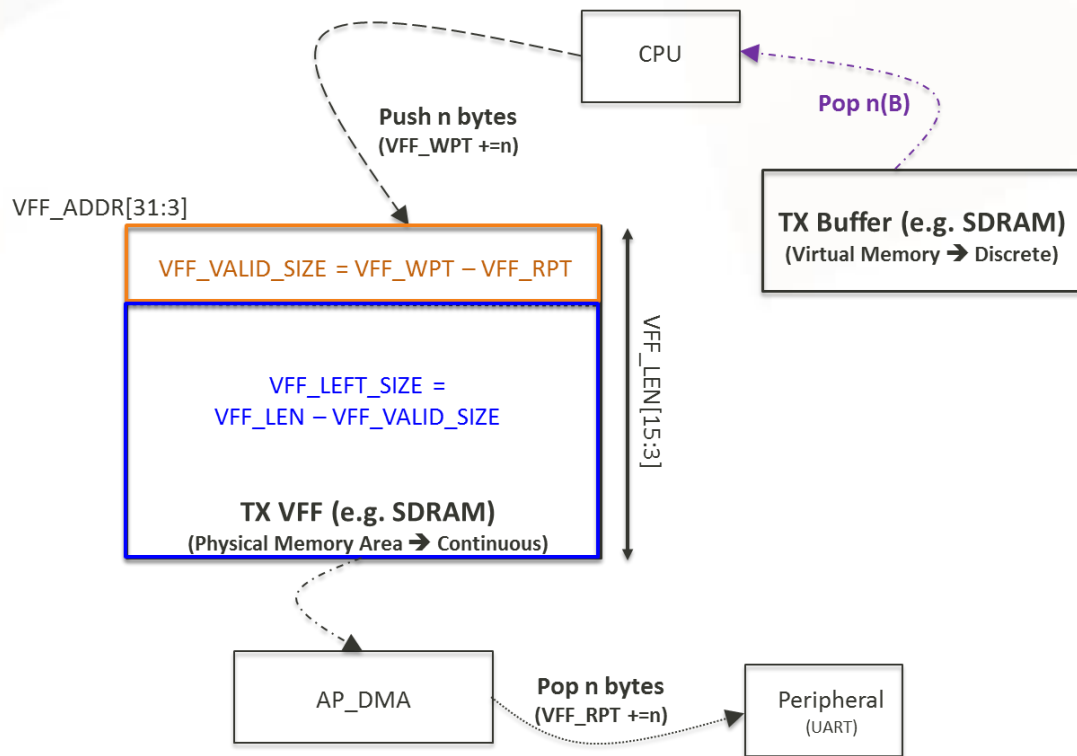 CPU
Pop n(B)
Push n bytes
(VFF_WPT +=n)
VFF_ADDR[31:3]
TX Buffer (e.g. SDRAM)
(Virtual Memory ➔ Discrete)
VFF_VALID_SIZE = VFF_WPT – VFF_RPT
VFF_LEN[15:3]
VFF_LEFT_SIZE =
VFF_LEN – VFF_VALID_SIZE
TX VFF (e.g. SDRAM)
(Physical Memory Area ➔ Continuous)
AP_DMA
Pop n bytes
(VFF_RPT +=n)
Peripheral
(UART)